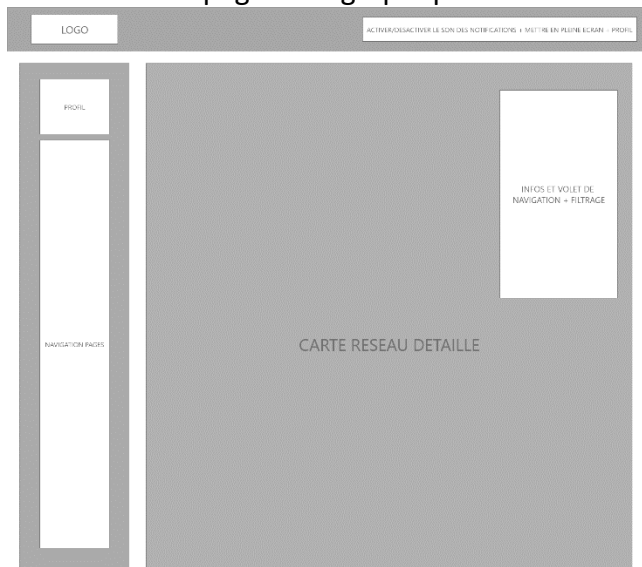 LOGO
ACTIVER/DESACTIVER LE SON DES NOTIFICATIONS + METTRE EN PLEINE ECRAN + PROFIL
PROFIL
INFOS ET VOLET DE
NAVIGATION + FILTRAGE
NAVIGATION PAGES
CARTE RESEAU DETAILLE